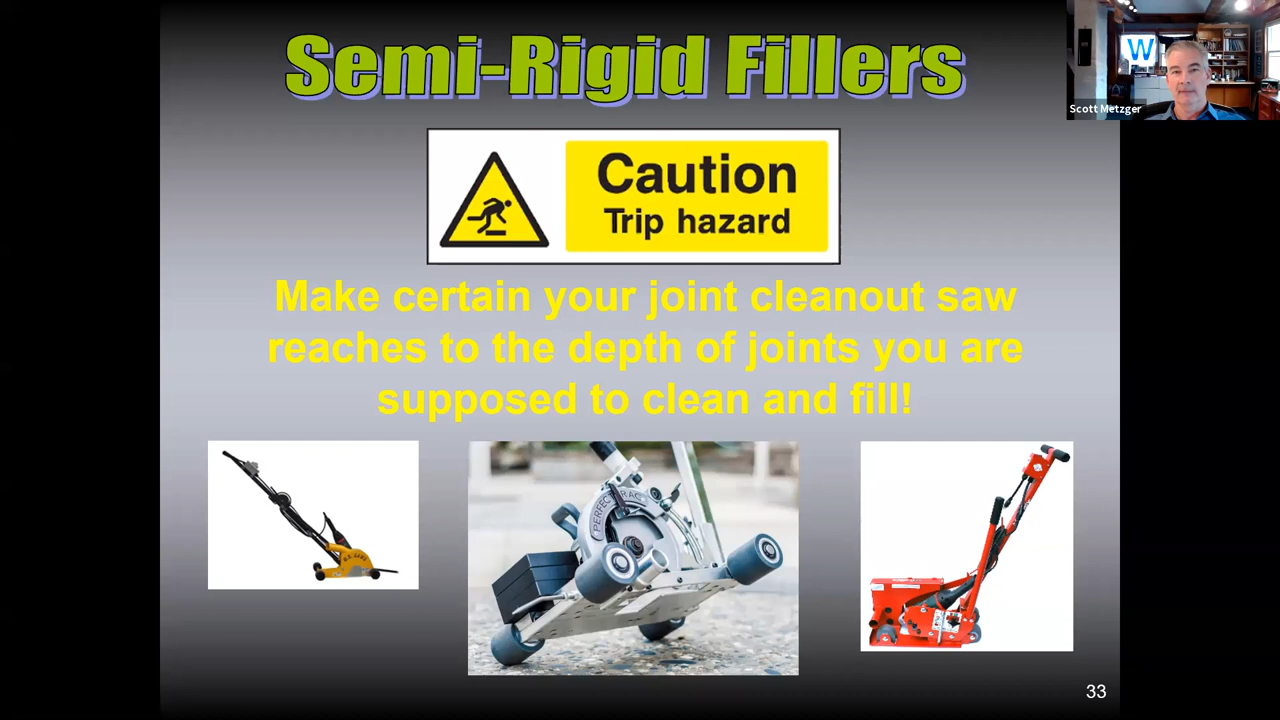 Semi-Rigid Fillers
W
Scott Metzger
Caution
Trip hazard
Make certain your joint cleanout saw
reaches to the depth of joints you are
supposed to clean and fill!
PERFECTRAC
33